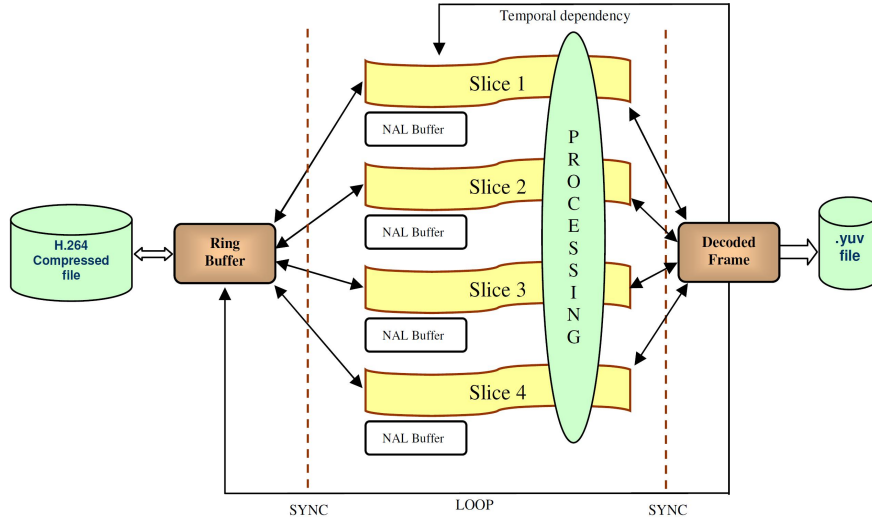 Temporal dependency
Slice 1
NAL Buffer
Slice 2
NAL Buffer
Slice 3
NAL Buffer
Slice 4
NAL Buffer
PROCESSING
H.264
Compressed
file
Ring
Buffer
Decoded
Frame
.yuv
file
SYNC
LOOP
SYNC